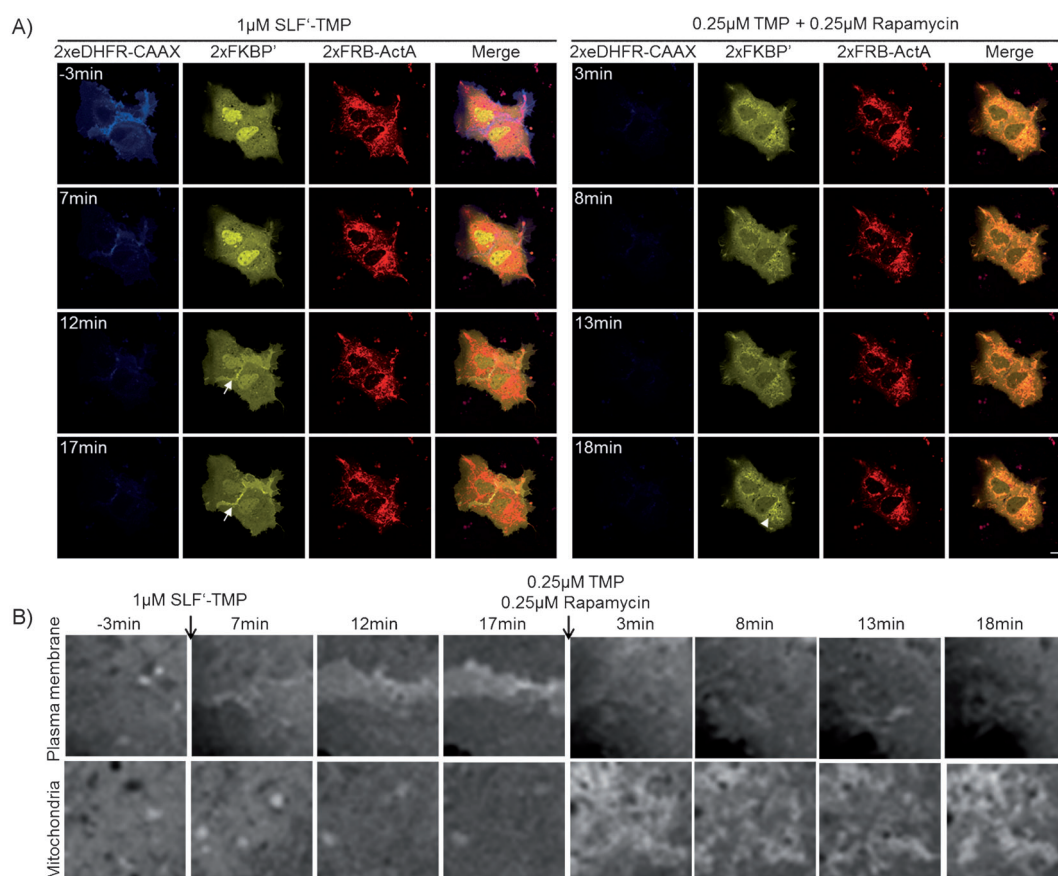 A)
1µM SLF‘-TMP
0.25µM TMP + 0.25µM Rapamycin
2xeDHFR-CAAX 2xFKBP’ 2xFRB-ActA Merge 2xeDHFR-CAAX 2xFKBP’ 2xFRB-ActA Merge
-3min 3min
7min 8min
12min 13min
17min 18min
B)
1µM SLF‘-TMP
0.25µM TMP
0.25µM Rapamycin
-3min 7min 12min 17min 3min 8min 13min 18min
Plasma membrane
Mitochondria